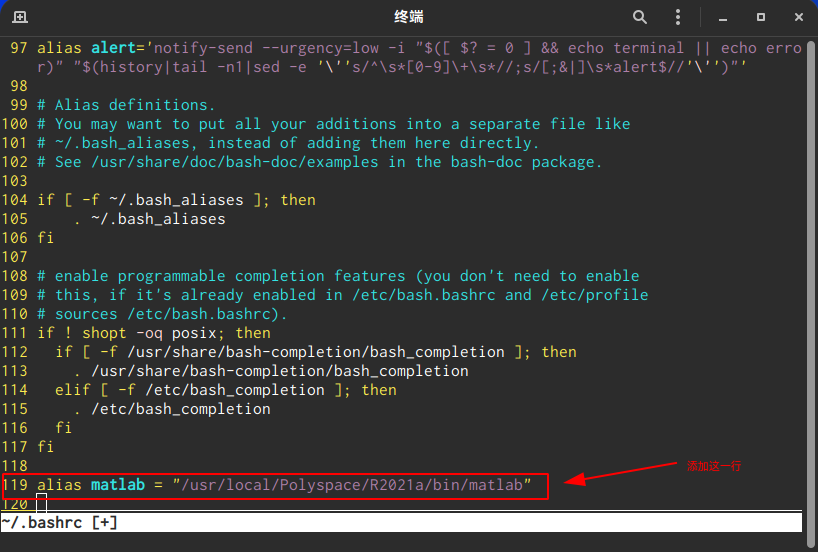 终端
97 alias alert='notify-send --urgency=low -i "$([ $? = 0 ] && echo terminal || echo erro
r)" "$(history|tail -n1|sed -e '\''s/^\s*[0-9]\+\s*//;s/[;&|]\s*alert$//'\'')"'
98
99 # Alias definitions.
100 # You may want to put all your additions into a separate file like
101 # ~/.bash_aliases, instead of adding them here directly.
102 # See /usr/share/doc/bash-doc/examples in the bash-doc package.
103
104 if [ -f ~/.bash_aliases ]; then
105     . ~/.bash_aliases
106 fi
107
108 # enable programmable completion features (you don't need to enable
109 # this, if it's already enabled in /etc/bash.bashrc and /etc/profile
110 # sources /etc/bash.bashrc).
111 if ! shopt -oq posix; then
112   if [ -f /usr/share/bash-completion/bash_completion ]; then
113     . /usr/share/bash-completion/bash_completion
114   elif [ -f /etc/bash_completion ]; then
115     . /etc/bash_completion
116   fi
117 fi
118
119 alias matlab = "/usr/local/Polyspace/R2021a/bin/matlab"
添加这一行
120
~/.bashrc [+]